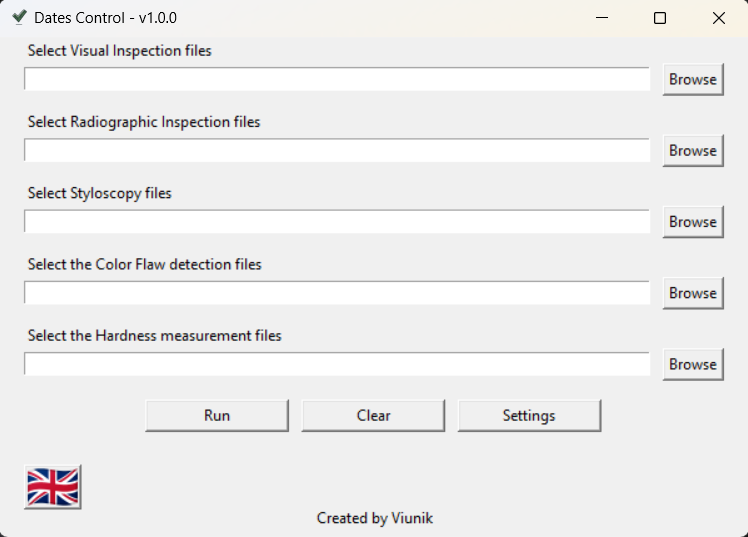 Dates Control - v1.0.0
Select Visual Inspection files
Browse
Select Radiographic Inspection files
Browse
Select Styloscopy files
Browse
Select the Color Flaw detection files
Browse
Select the Hardness measurement files
Browse
Run Clear Settings
Created by Viunik